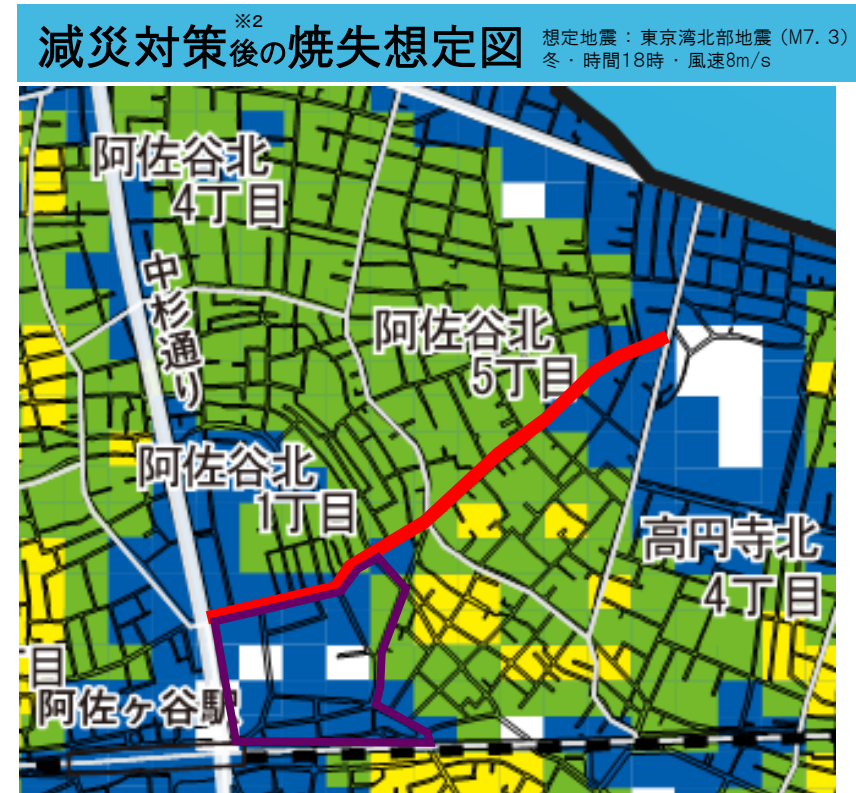 減災対策※2後の焼失想定図
想定地震：東京湾北部地震（M7.3）
冬・時間18時・風速8m/s
阿佐谷北
4丁目
中杉通り
阿佐谷北
5丁目
阿佐谷北
1丁目
高円寺北
4丁目
目
阿佐ヶ谷駅